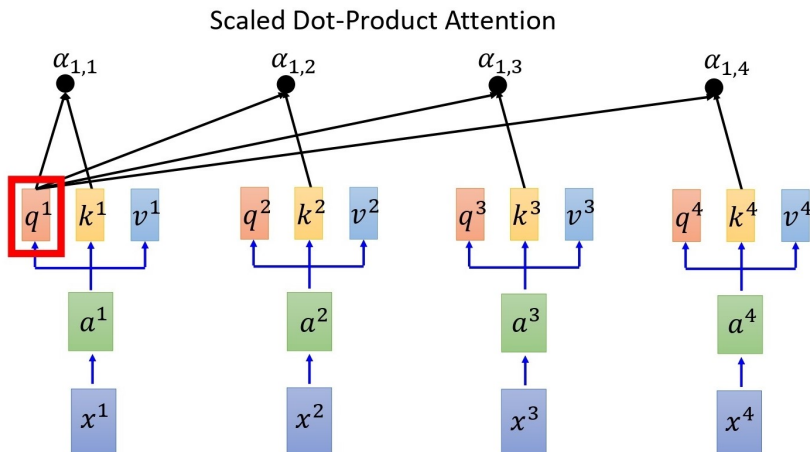 Scaled Dot-Product Attention
α₁,₁ α₁,₂ α₁,₃ α₁,₄
q¹ k¹ v¹ q² k² v² q³ k³ v³ q⁴ k⁴ v⁴
a¹ a² a³ a⁴
x¹ x² x³ x⁴